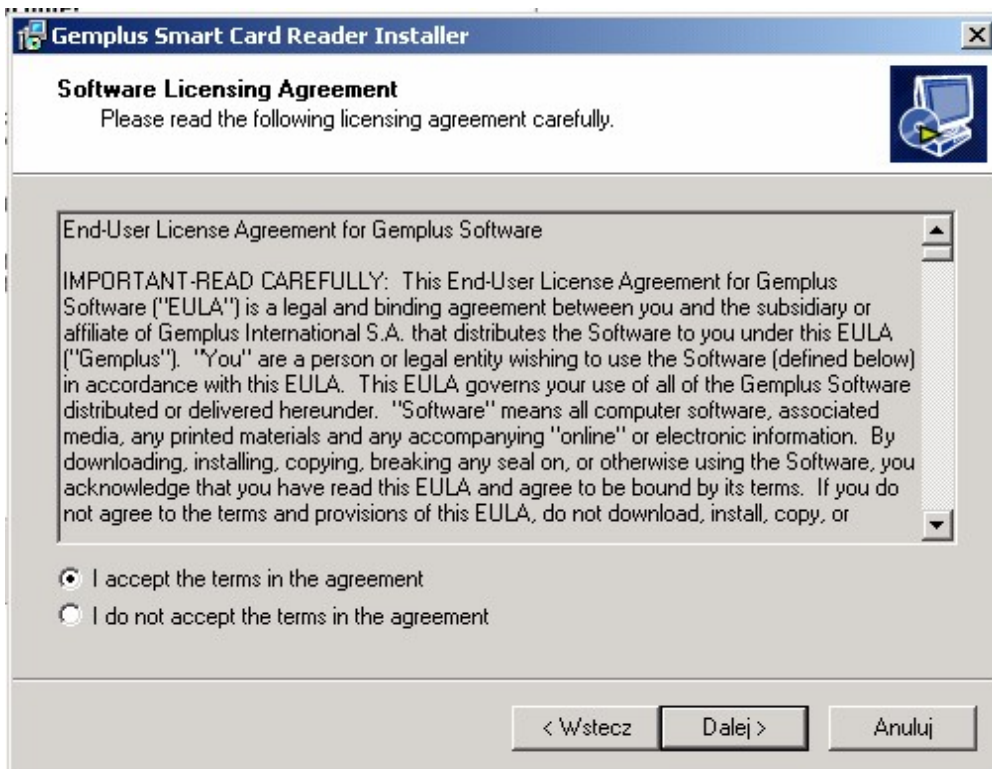 Gemplus Smart Card Reader Installer
Software Licensing Agreement
Please read the following licensing agreement carefully.
End-User License Agreement for Gemplus Software
IMPORTANT-READ CAREFULLY:  This End-User License Agreement for Gemplus
Software ("EULA") is a legal and binding agreement between you and the subsidiary or
affiliate of Gemplus International S.A. that distributes the Software to you under this EULA
("Gemplus").  "You" are a person or legal entity wishing to use the Software (defined below)
in accordance with this EULA.  This EULA governs your use of all of the Gemplus Software
distributed or delivered hereunder.  "Software" means all computer software, associated
media, any printed materials and any accompanying "online" or electronic information.  By
downloading, installing, copying, breaking any seal on, or otherwise using the Software, you
acknowledge that you have read this EULA and agree to be bound by its terms.  If you do
not agree to the terms and provisions of this EULA, do not download, install, copy, or
I accept the terms in the agreement
I do not accept the terms in the agreement
< Wstecz
Dalej >
Anuluj